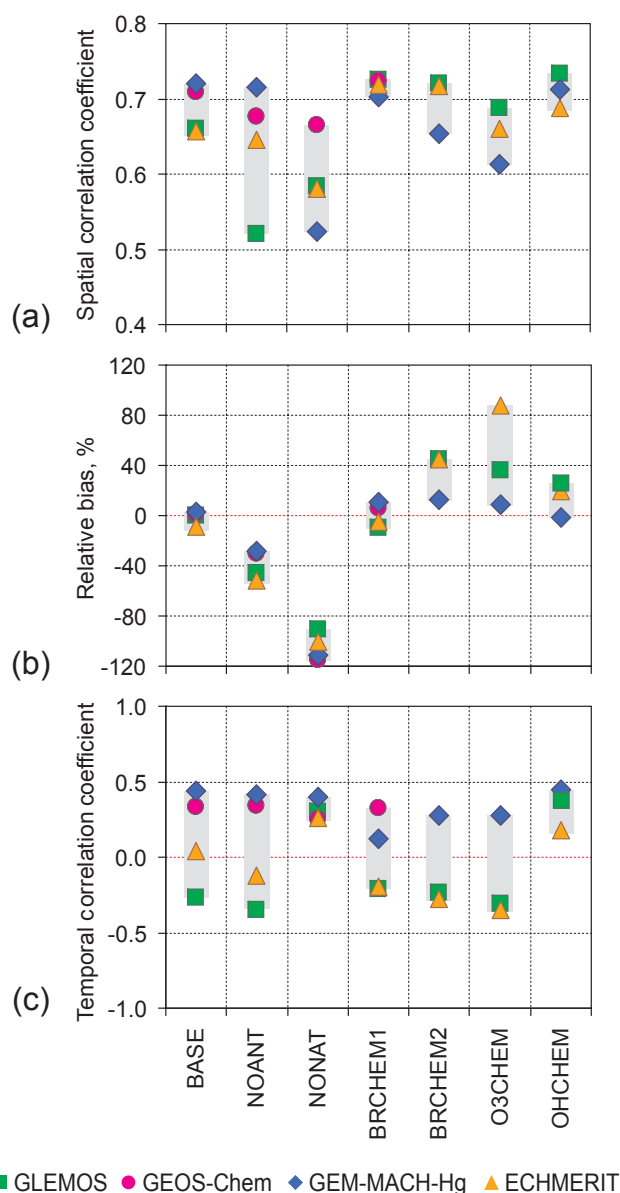 0.8
0.7
0.6
0.5
0.4
Spatial correlation coefficient
(a)
120
80
40
0
-40
-80
-120
Relative bias, %
(b)
1.0
0.5
0.0
-0.5
-1.0
Temporal correlation coefficient
(c)
BASE
NOANT
NONAT
BRCHEM1
BRCHEM2
O3CHEM
OHCHEM
GLEMOS GEOS-Chem GEM-MACH-Hg ECHMERIT